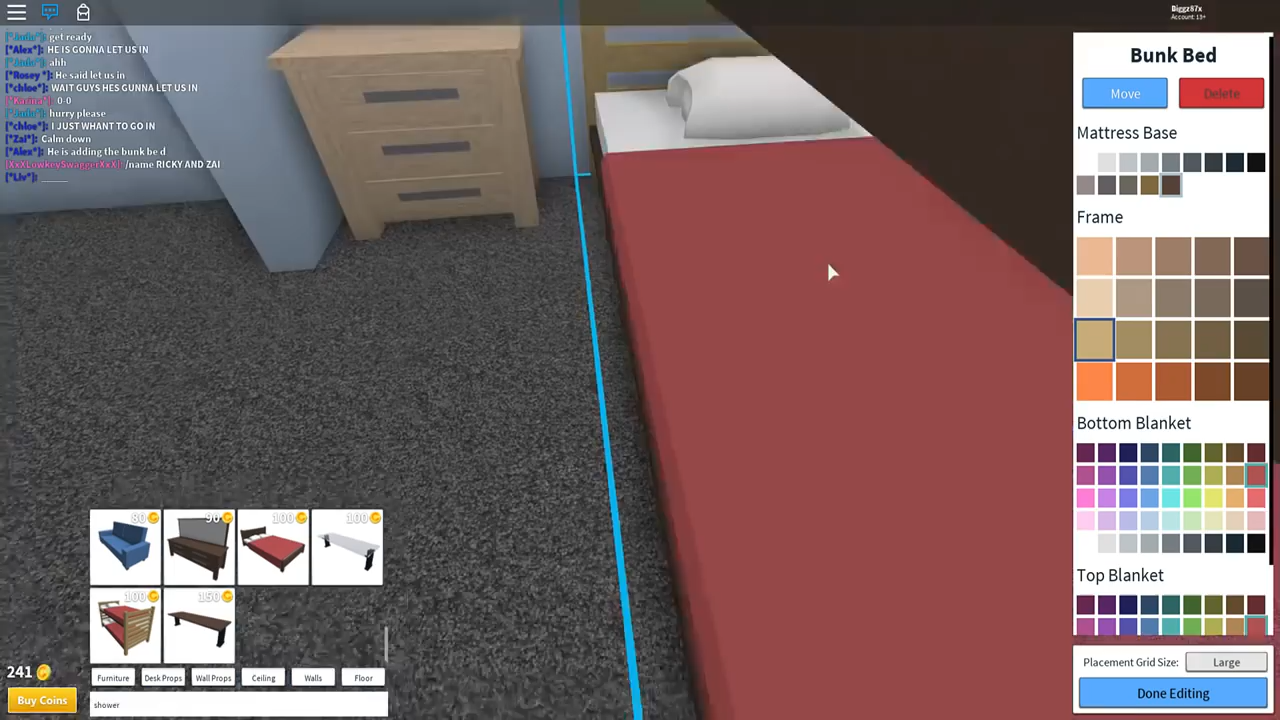 Biggz87x
Account: 13+
[*Jada*]: get ready
[*Alex*]: HE IS GONNA LET US IN
[*Jada*]: ahh
[*Rosey *]: He said let us in
[*chloe*]: WAIT GUYS HES GUNNA LET US IN
[*Karina*]: 0-0
[*Jada*]: hurry please
[*chloe*]: I JUST WHANT TO GO IN
[*Zai*]: Calm down
[*Alex*]: He is adding the bunk be d
[XxXLowkeySwaggerXxX]: /name RICKY AND ZAI
[*Liv*]: _____
Bunk Bed
Move
Delete
Mattress Base
Frame
Bottom Blanket
Top Blanket
Placement Grid Size:
Large
Done Editing
80
90
100
100
100
150
241
Buy Coins
Furniture
Desk Props
Wall Props
Ceiling
Walls
Floor
shower